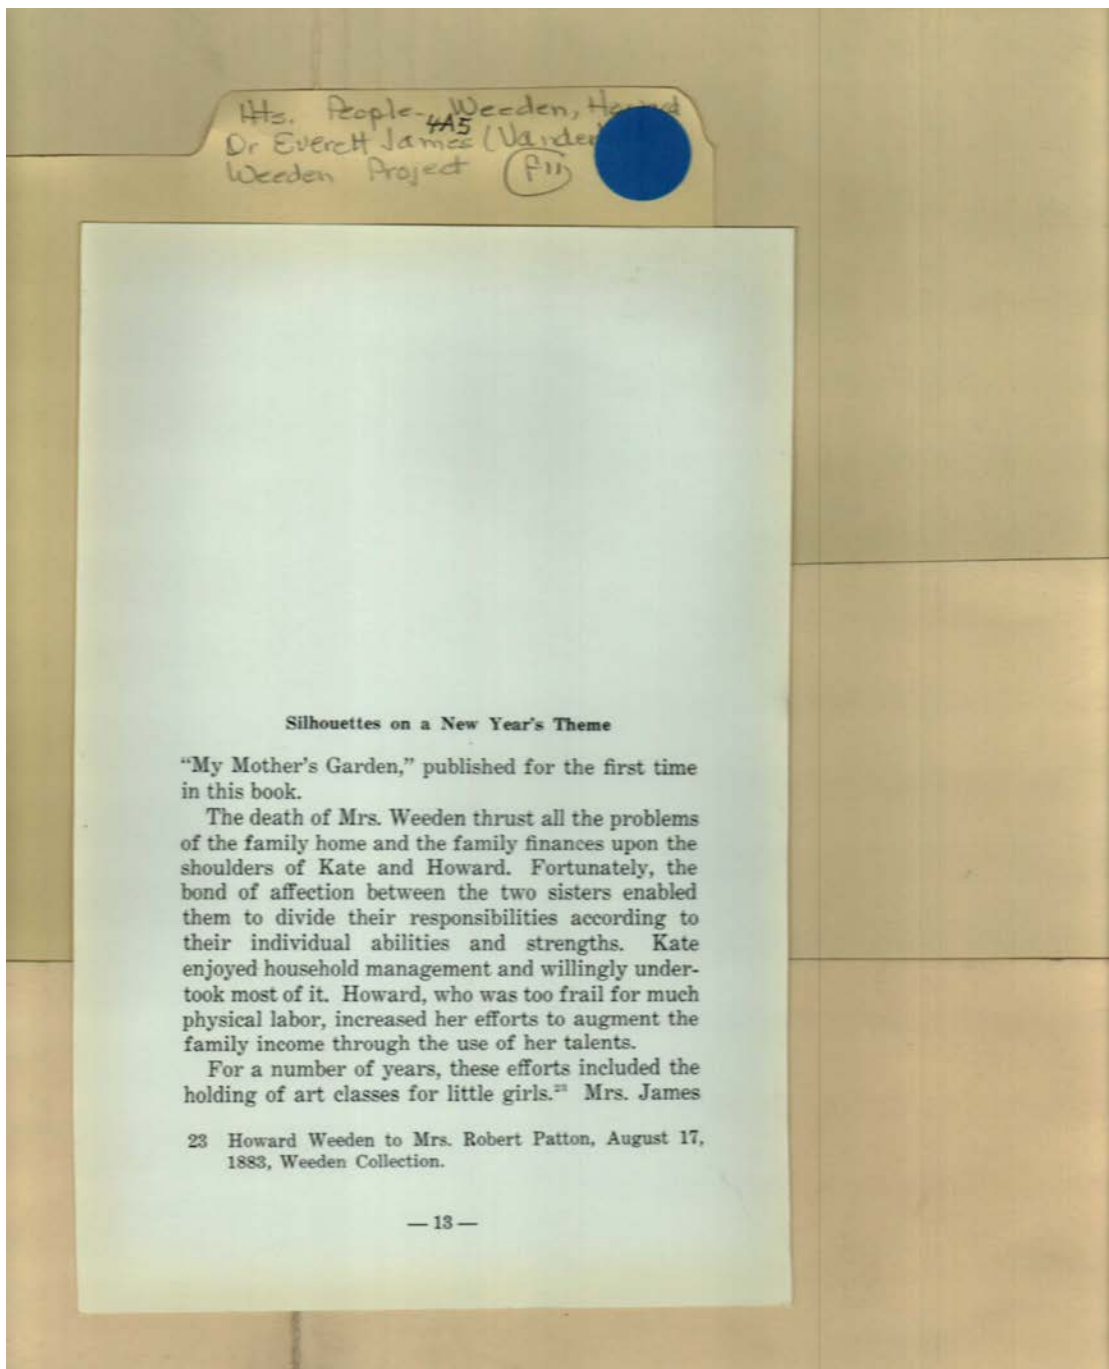 Hts. People- Weeden,
4A5
Dr Everett James (Vander
Weeden Project
Silhouettes on a New Year's Theme
"My Mother's Garden," published for the first time
in this book.
The death of Mrs. Weeden thrust all the problems
of the family home and the family finances upon the
shoulders of Kate and Howard. Fortunately, the
bond of affection between the two sisters enabled
them to divide their responsibilities according to
their individual abilities and strengths. Kate
enjoyed household management and willingly under-
took most of it. Howard, who was too frail for much
physical labor, increased her efforts to augment the
family income through the use of her talents.
For a number of years, these efforts included the
holding of art classes for little girls.²³ Mrs. James
23 Howard Weeden to Mrs. Robert Patton, August 17,
1883, Weeden Collection.
— 13 —